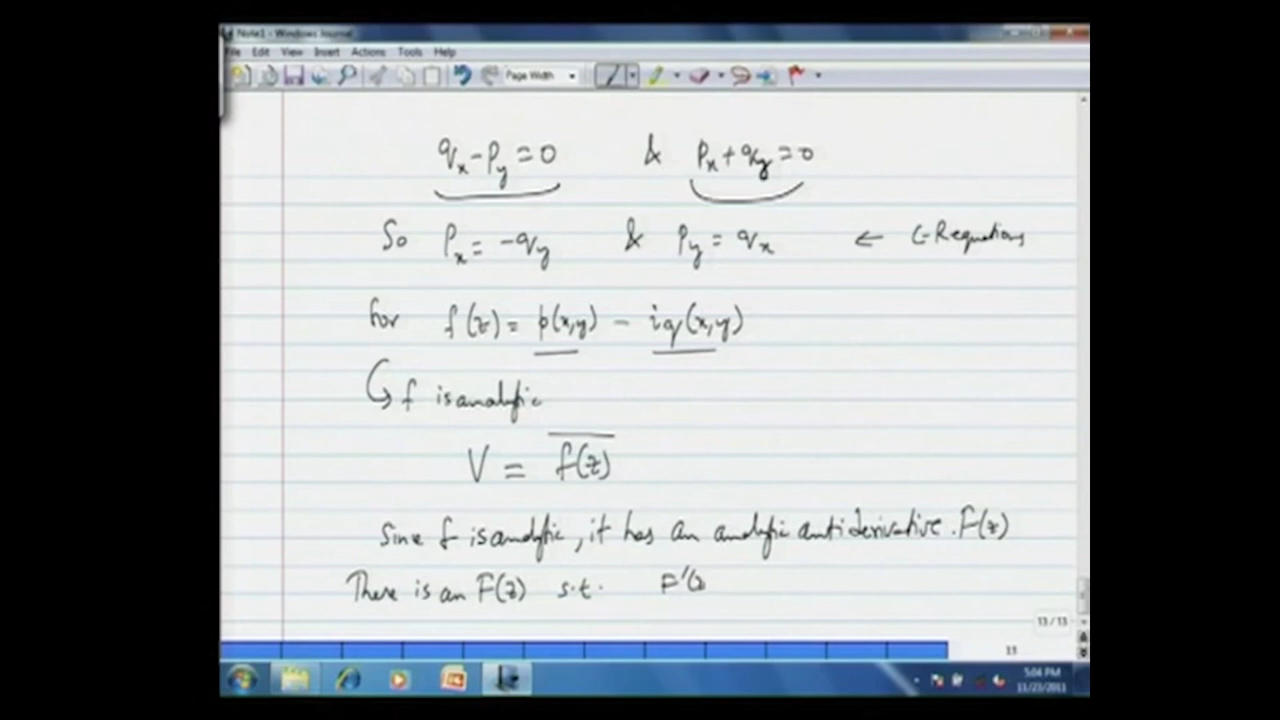 Note1 - Windows Journal
File Edit View Insert Actions Tools Help
Page Width
q_x - p_y = 0 & p_x + q_y = 0
So p_x = -q_y & p_y = q_x ← C-R equations
for f(z) = p(x,y) - iq(x,y)
↳ f is analytic
V = \overline{f(z)}
Since f is analytic, it has an analytic antiderivative. F(z)
There is an F(z) s.t. F'(z
13 / 13
13
5:04 PM
11/23/2011